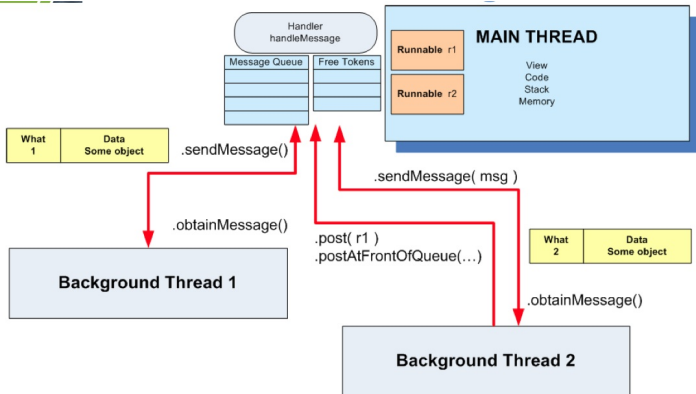 Handler
handleMessage
Message Queue
Free Tokens
Runnable r1
Runnable r2
MAIN THREAD
View
Code
Stack
Memory
What
1
Data
Some object
.sendMessage()
.obtainMessage()
Background Thread 1
.sendMessage( msg )
.post( r1 )
.postAtFrontOfQueue(…)
What
2
Data
Some object
.obtainMessage()
Background Thread 2